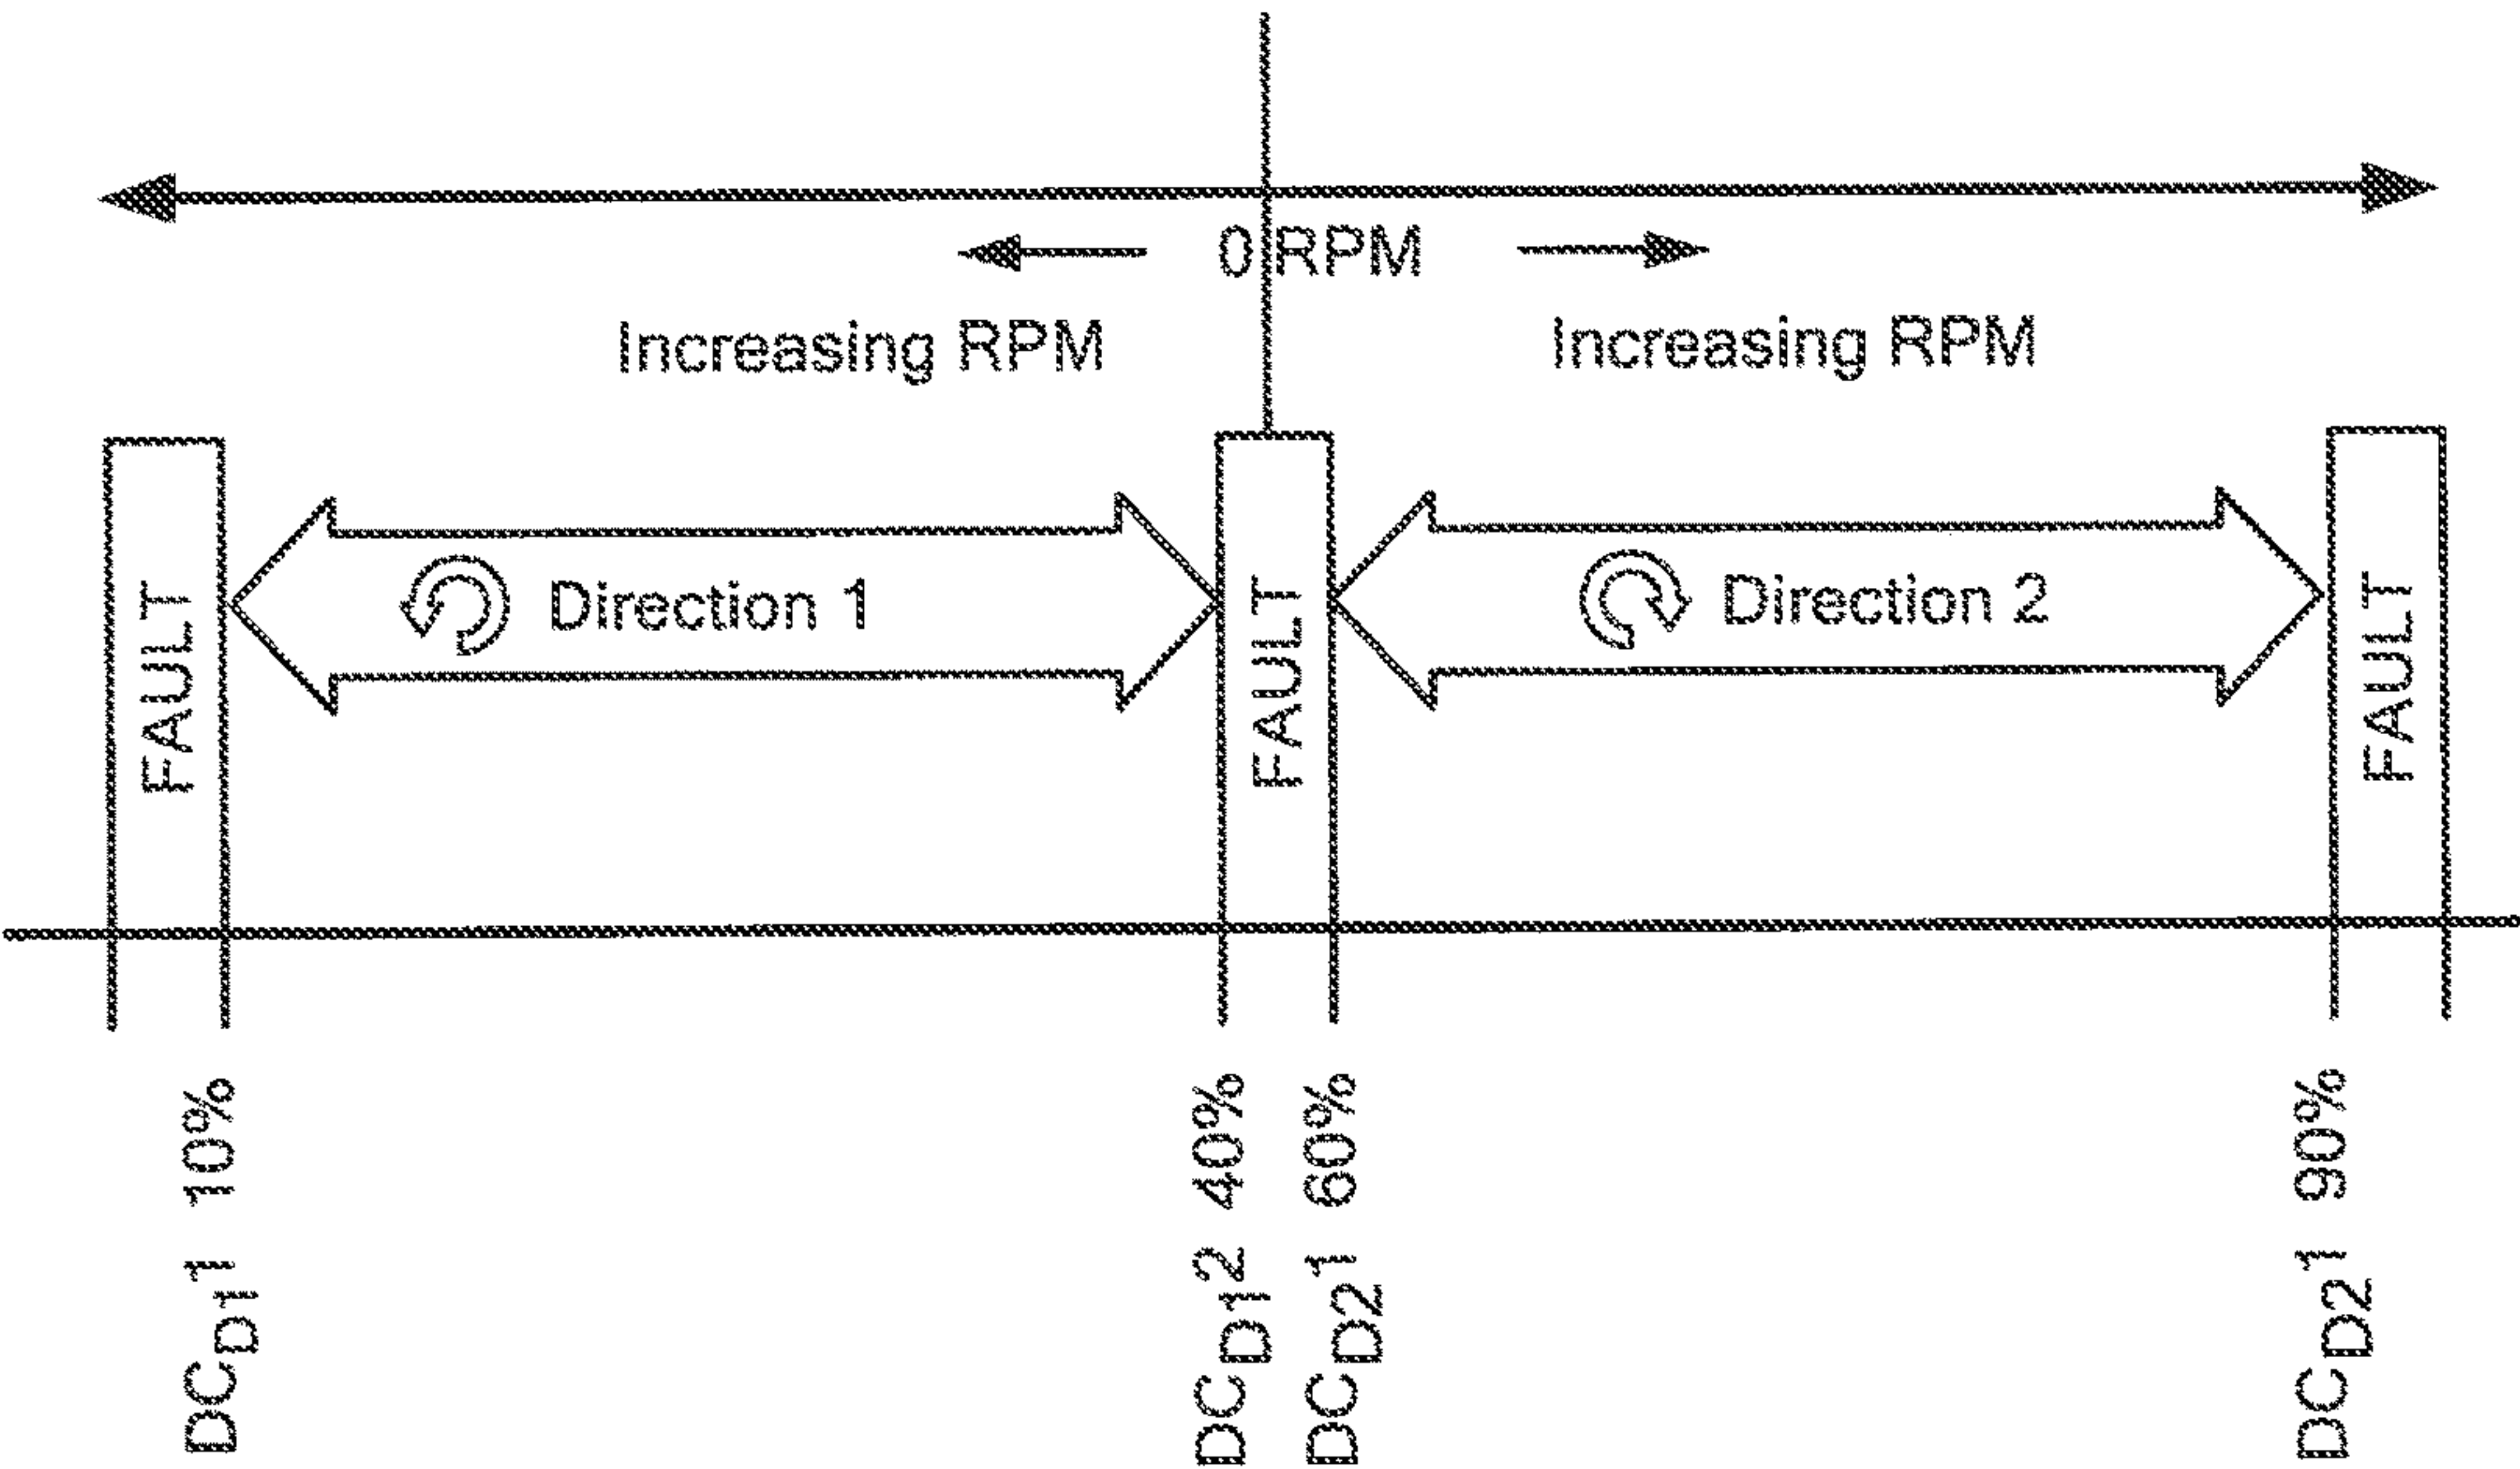 0 RPM
Increasing RPM
Increasing RPM
FAULT
Direction 1
FAULT
Direction 2
FAULT
DCD11 10%
DCD12 40%
DCD21 60%
DCD21 90%